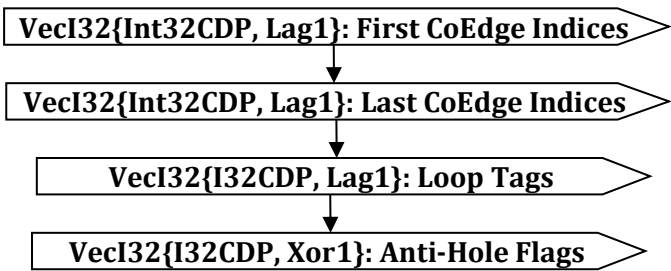 VecI32{Int32CDP, Lag1}: First CoEdge Indices
VecI32{Int32CDP, Lag1}: Last CoEdge Indices
VecI32{I32CDP, Lag1}: Loop Tags
VecI32{I32CDP, Xor1}: Anti-Hole Flags